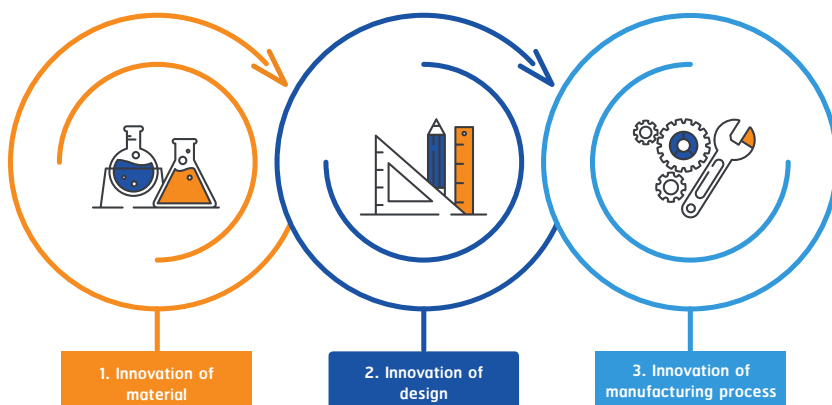 1. Innovation of
material
2. Innovation of
design
3. Innovation of
manufacturing process